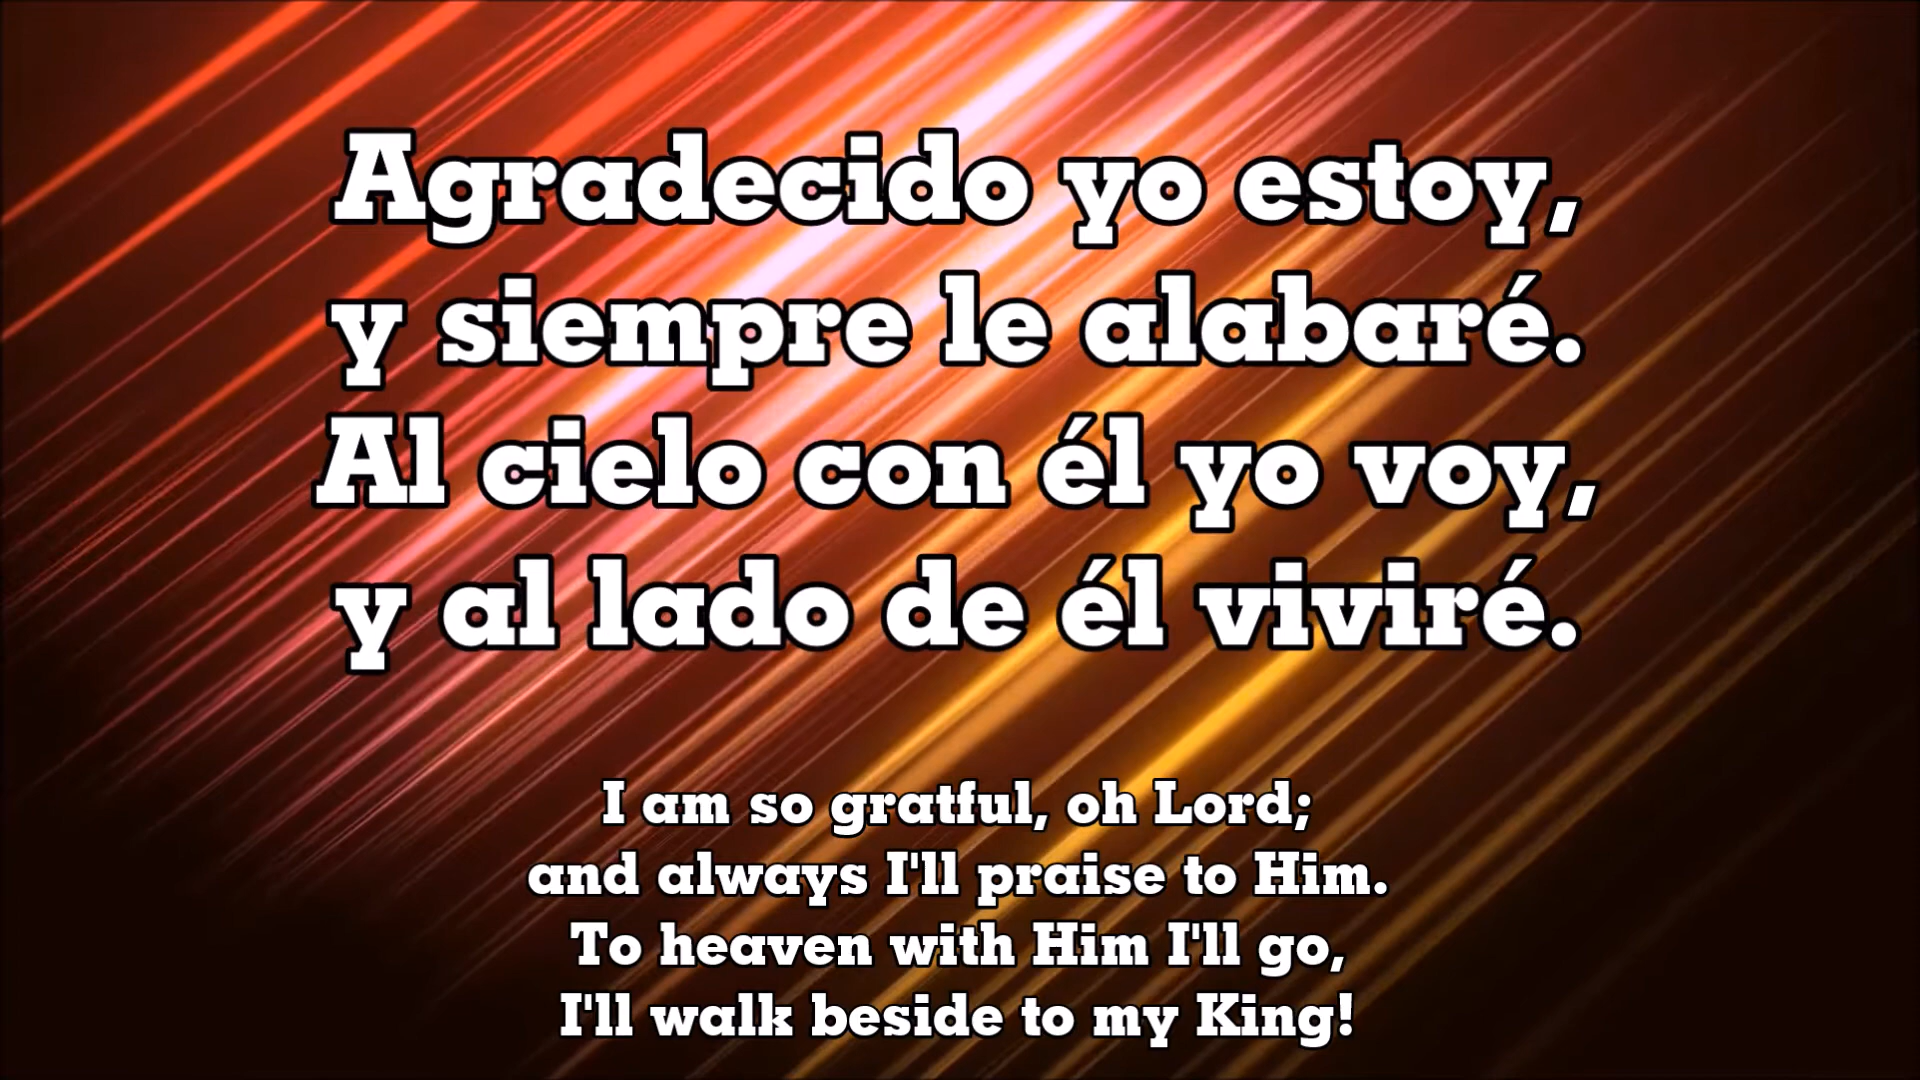 Agradecido yo estoy,
y siempre le alabaré.
Al cielo con él yo voy,
y al lado de él viviré.
I am so gratful, oh Lord;
and always I'll praise to Him.
To heaven with Him I'll go,
I'll walk beside to my King!